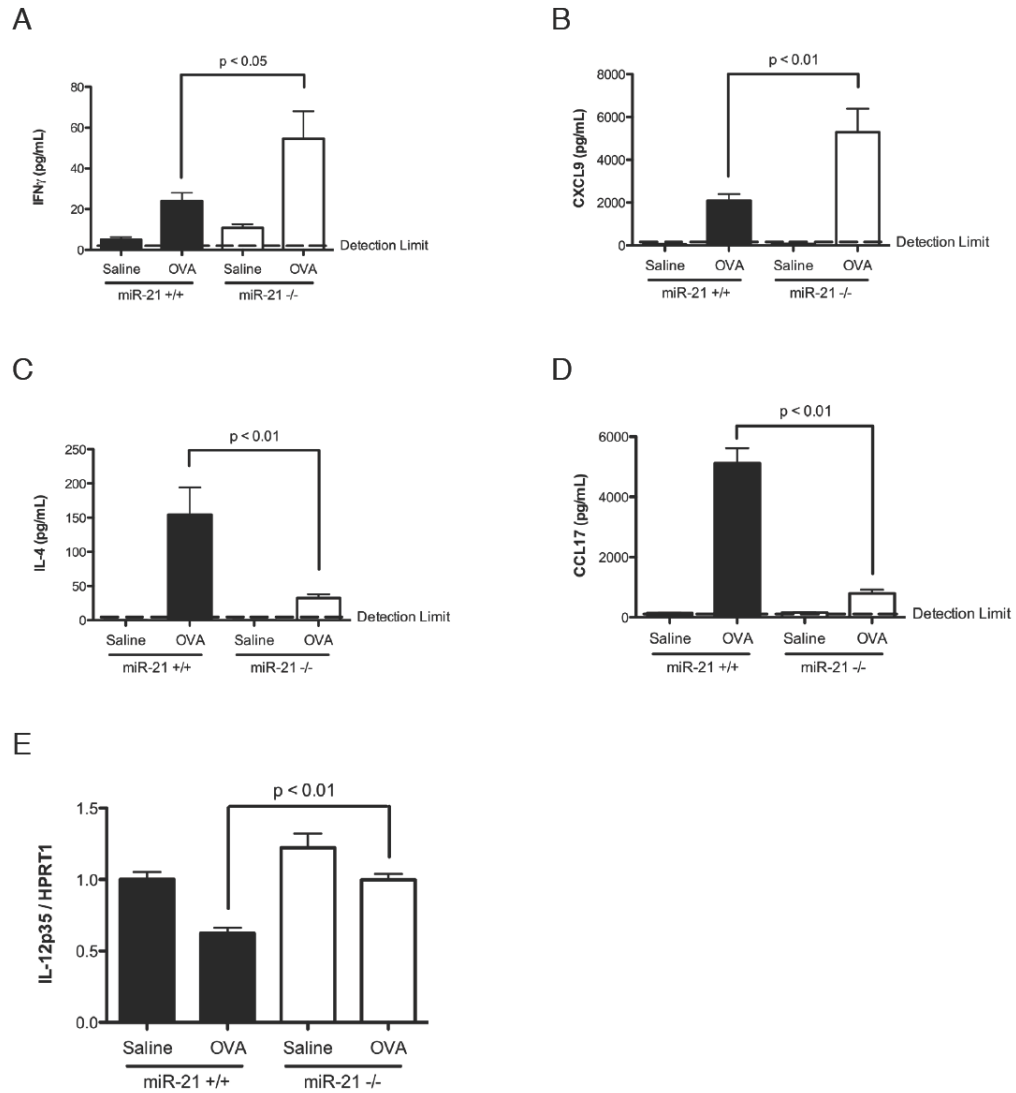 A
p < 0.05
IFNγ (pg/mL)
80
60
40
20
0
Detection Limit
Saline OVA Saline OVA
miR-21 +/+ miR-21 -/-
B
p < 0.01
CXCL9 (pg/mL)
8000
6000
4000
2000
0
Detection Limit
Saline OVA Saline OVA
miR-21 +/+ miR-21 -/-
C
p < 0.01
IL-4 (pg/mL)
250
200
150
100
50
0
Detection Limit
Saline OVA Saline OVA
miR-21 +/+ miR-21 -/-
D
p < 0.01
CCL17 (pg/mL)
6000
4000
2000
0
Detection Limit
Saline OVA Saline OVA
miR-21 +/+ miR-21 -/-
E
p < 0.01
IL-12p35 / HPRT1
1.5
1.0
0.5
0.0
Saline OVA Saline OVA
miR-21 +/+ miR-21 -/-